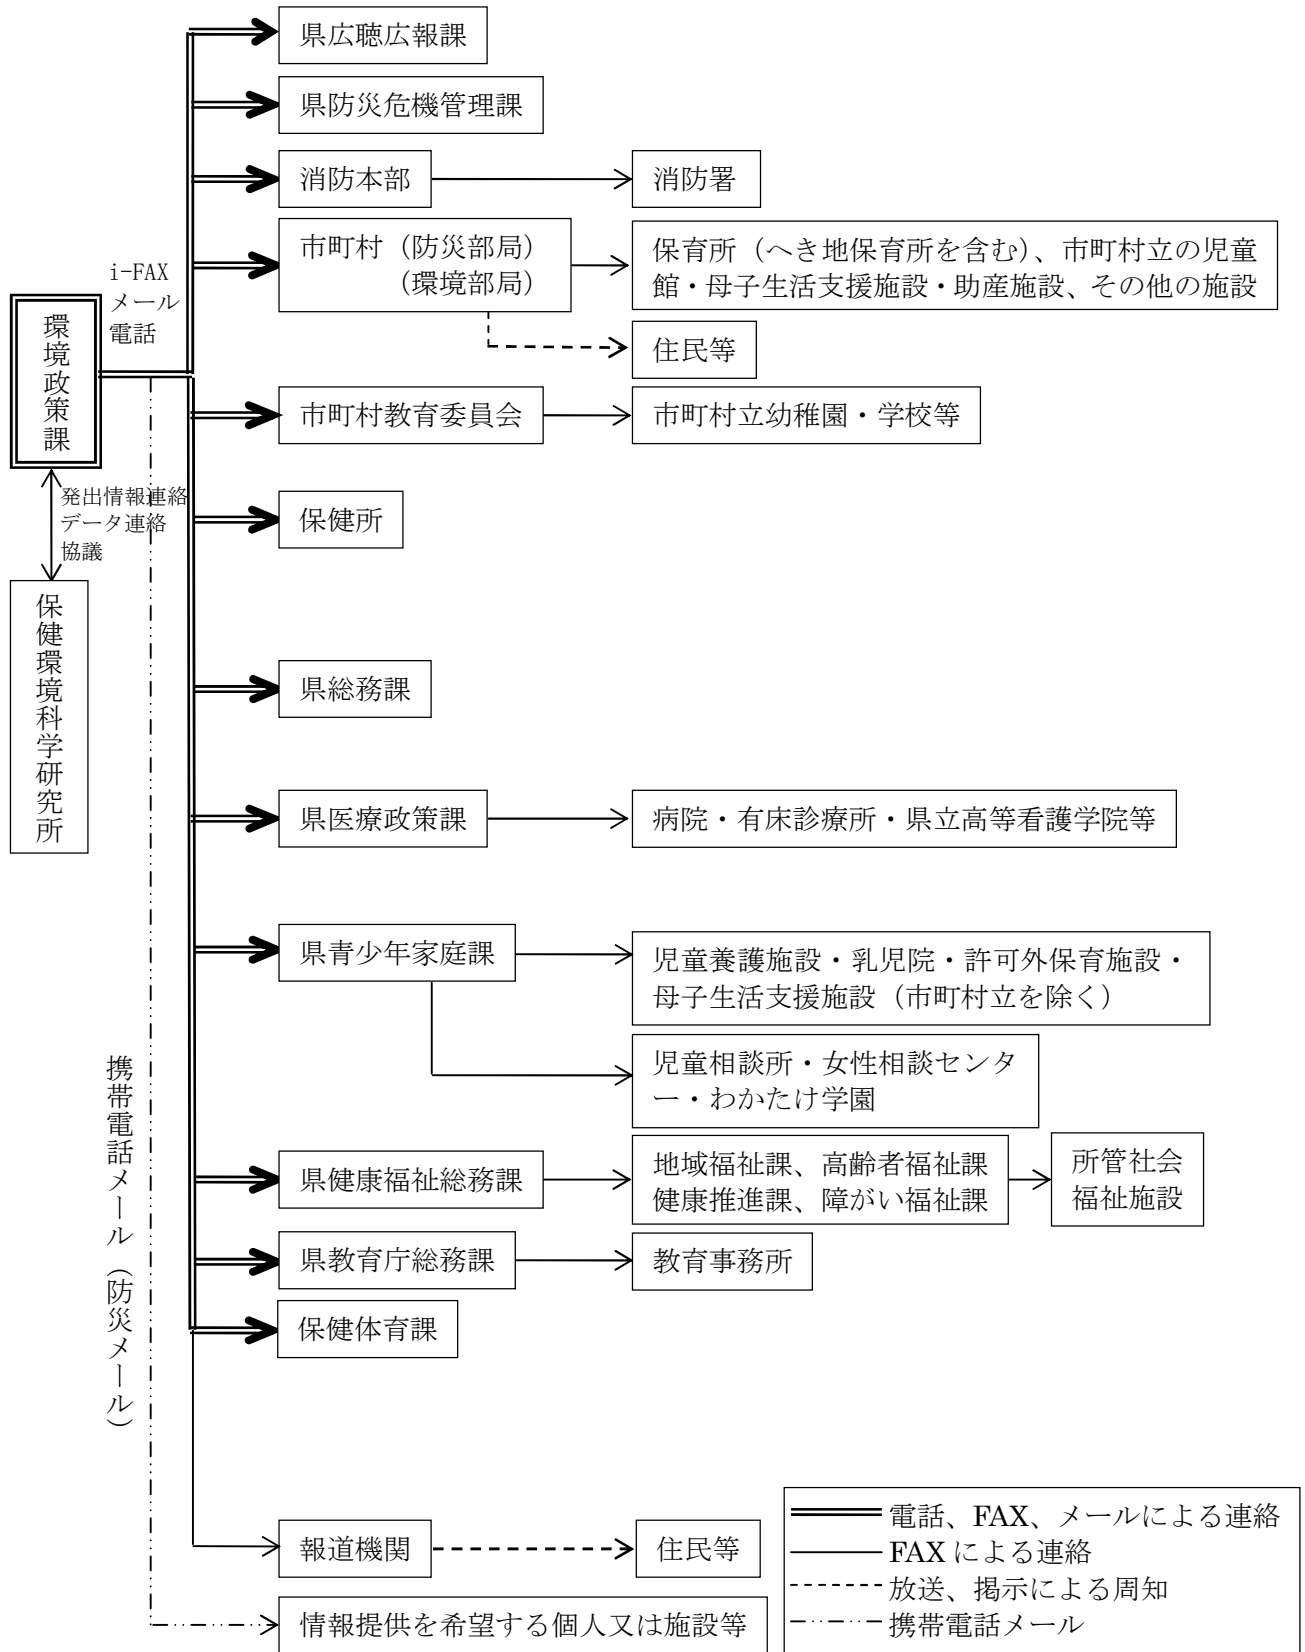 県広聴広報課
県防災危機管理課
消防本部
消防署
市町村（防災部局）
（環境部局）
保育所（へき地保育所を含む）、市町村立の児童
館・母子生活支援施設・助産施設、その他の施設
住民等
i-FAX
メール
電話
環境政策課
市町村教育委員会
市町村立幼稚園・学校等
発出情報連絡
データ連絡
協議
保健所
保健環境科学研究所
県総務課
県医療政策課
病院・有床診療所・県立高等看護学院等
県青少年家庭課
児童養護施設・乳児院・許可外保育施設・
母子生活支援施設（市町村立を除く）
児童相談所・女性相談センタ
ー・わかたけ学園
携帯電話メール（防災メール）
県健康福祉総務課
地域福祉課、高齢者福祉課
健康推進課、障がい福祉課
所管社会
福祉施設
県教育庁総務課
教育事務所
保健体育課
報道機関
住民等
情報提供を希望する個人又は施設等
電話、FAX、メールによる連絡
FAX による連絡
放送、掲示による周知
携帯電話メール